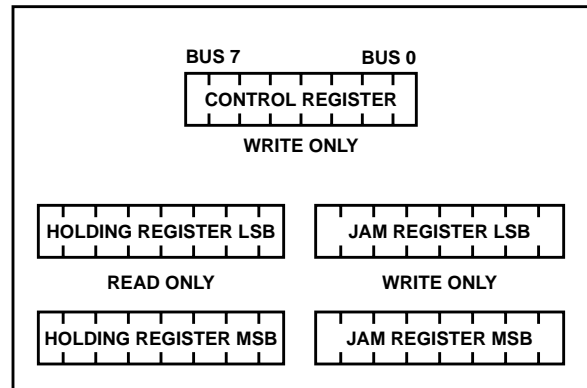 BUS 7 BUS 0
CONTROL REGISTER
WRITE ONLY
HOLDING REGISTER LSB JAM REGISTER LSB
READ ONLY WRITE ONLY
HOLDING REGISTER MSB JAM REGISTER MSB